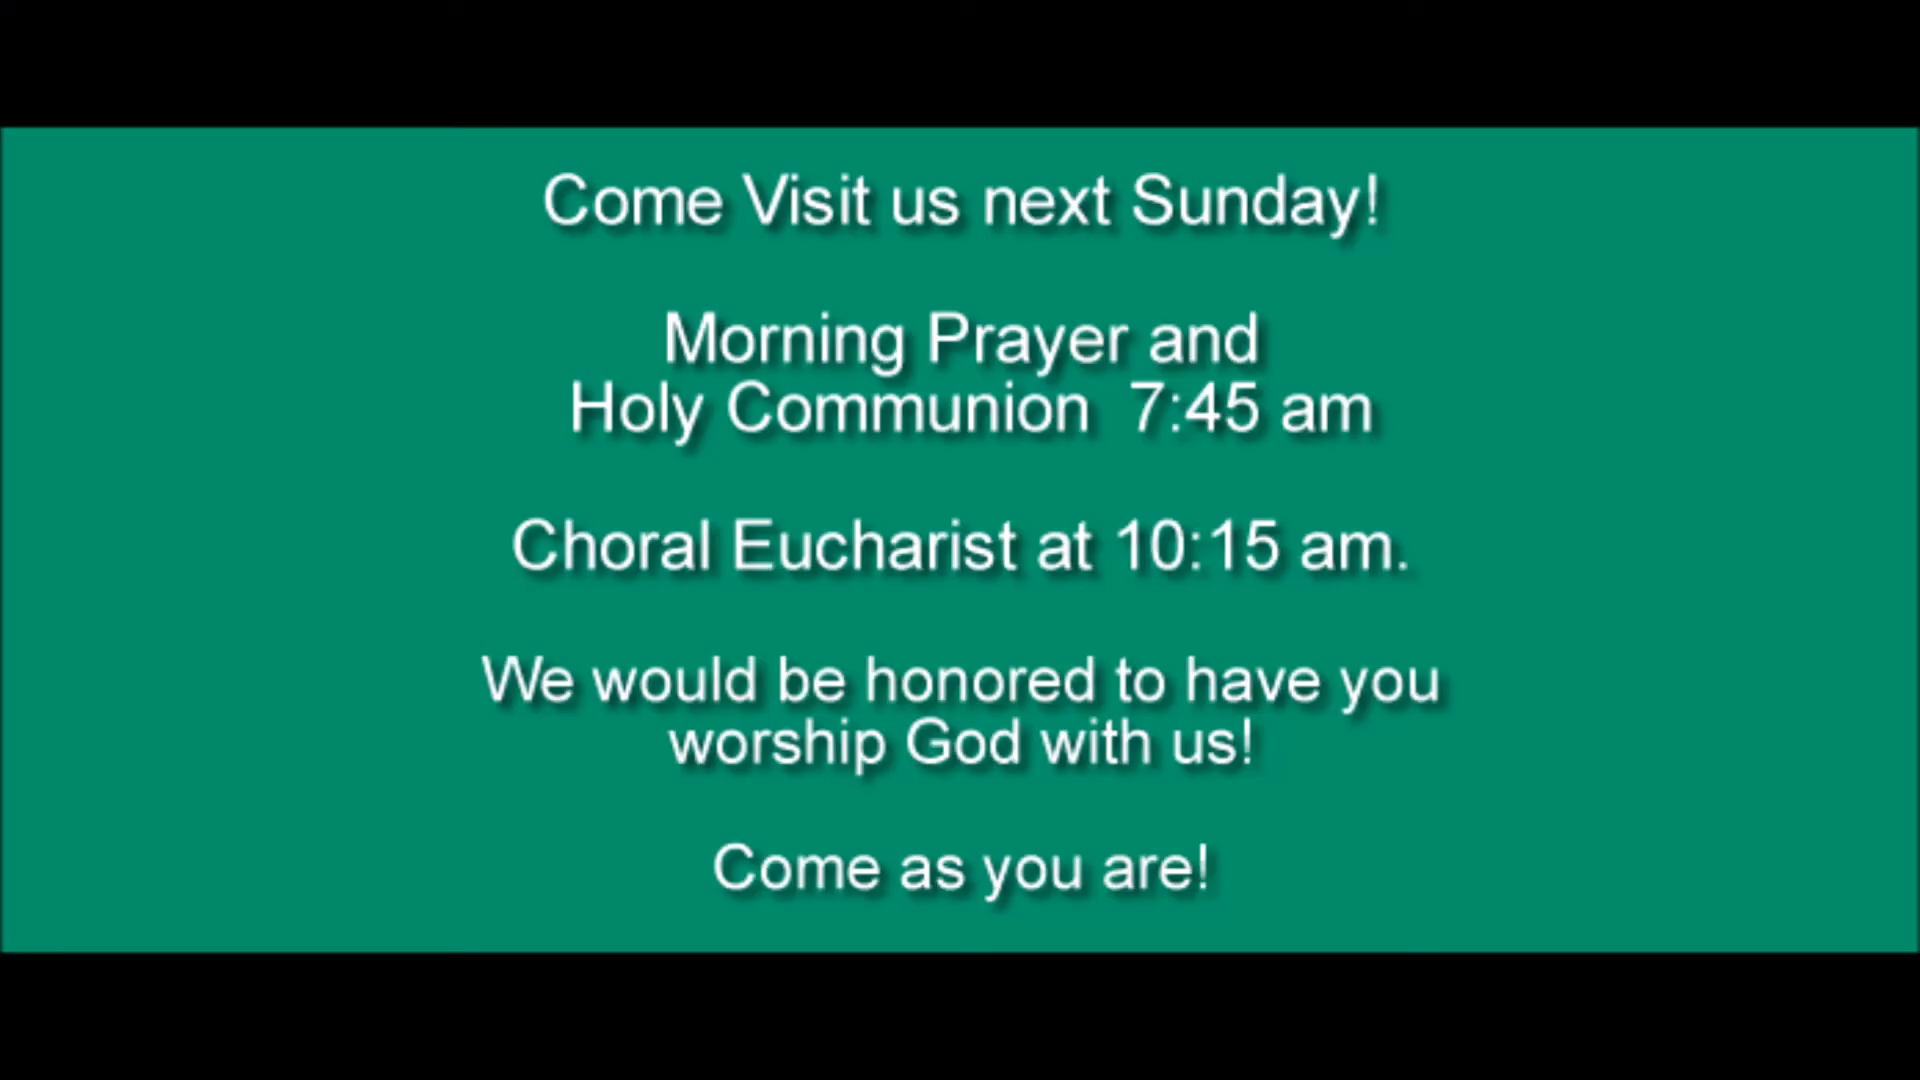 Come Visit us next Sunday!
Morning Prayer and
Holy Communion  7:45 am
Choral Eucharist at 10:15 am.
We would be honored to have you
worship God with us!
Come as you are!